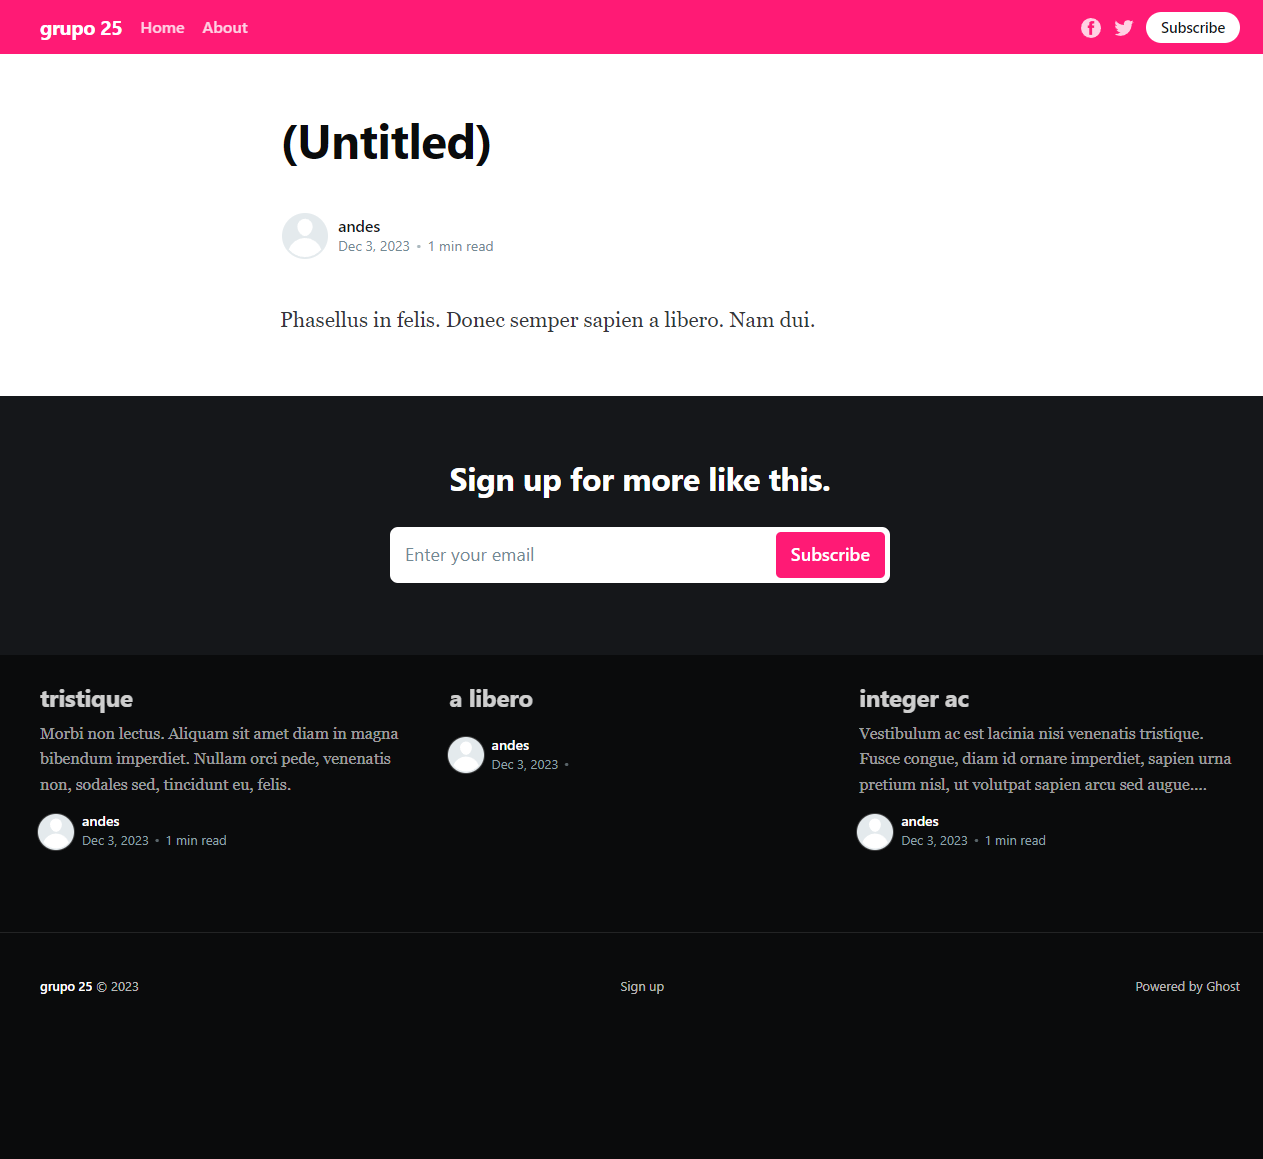 grupo 25 Home About Subscribe
(Untitled)
andes
Dec 3, 2023 • 1 min read
Phasellus in felis. Donec semper sapien a libero. Nam dui.
Sign up for more like this.
Enter your email Subscribe
tristique
Morbi non lectus. Aliquam sit amet diam in magna
bibendum imperdiet. Nullam orci pede, venenatis
non, sodales sed, tincidunt eu, felis.
andes
Dec 3, 2023 • 1 min read
a libero
andes
Dec 3, 2023 •
integer ac
Vestibulum ac est lacinia nisi venenatis tristique.
Fusce congue, diam id ornare imperdiet, sapien urna
pretium nisl, ut volutpat sapien arcu sed augue....
andes
Dec 3, 2023 • 1 min read
grupo 25 © 2023 Sign up Powered by Ghost